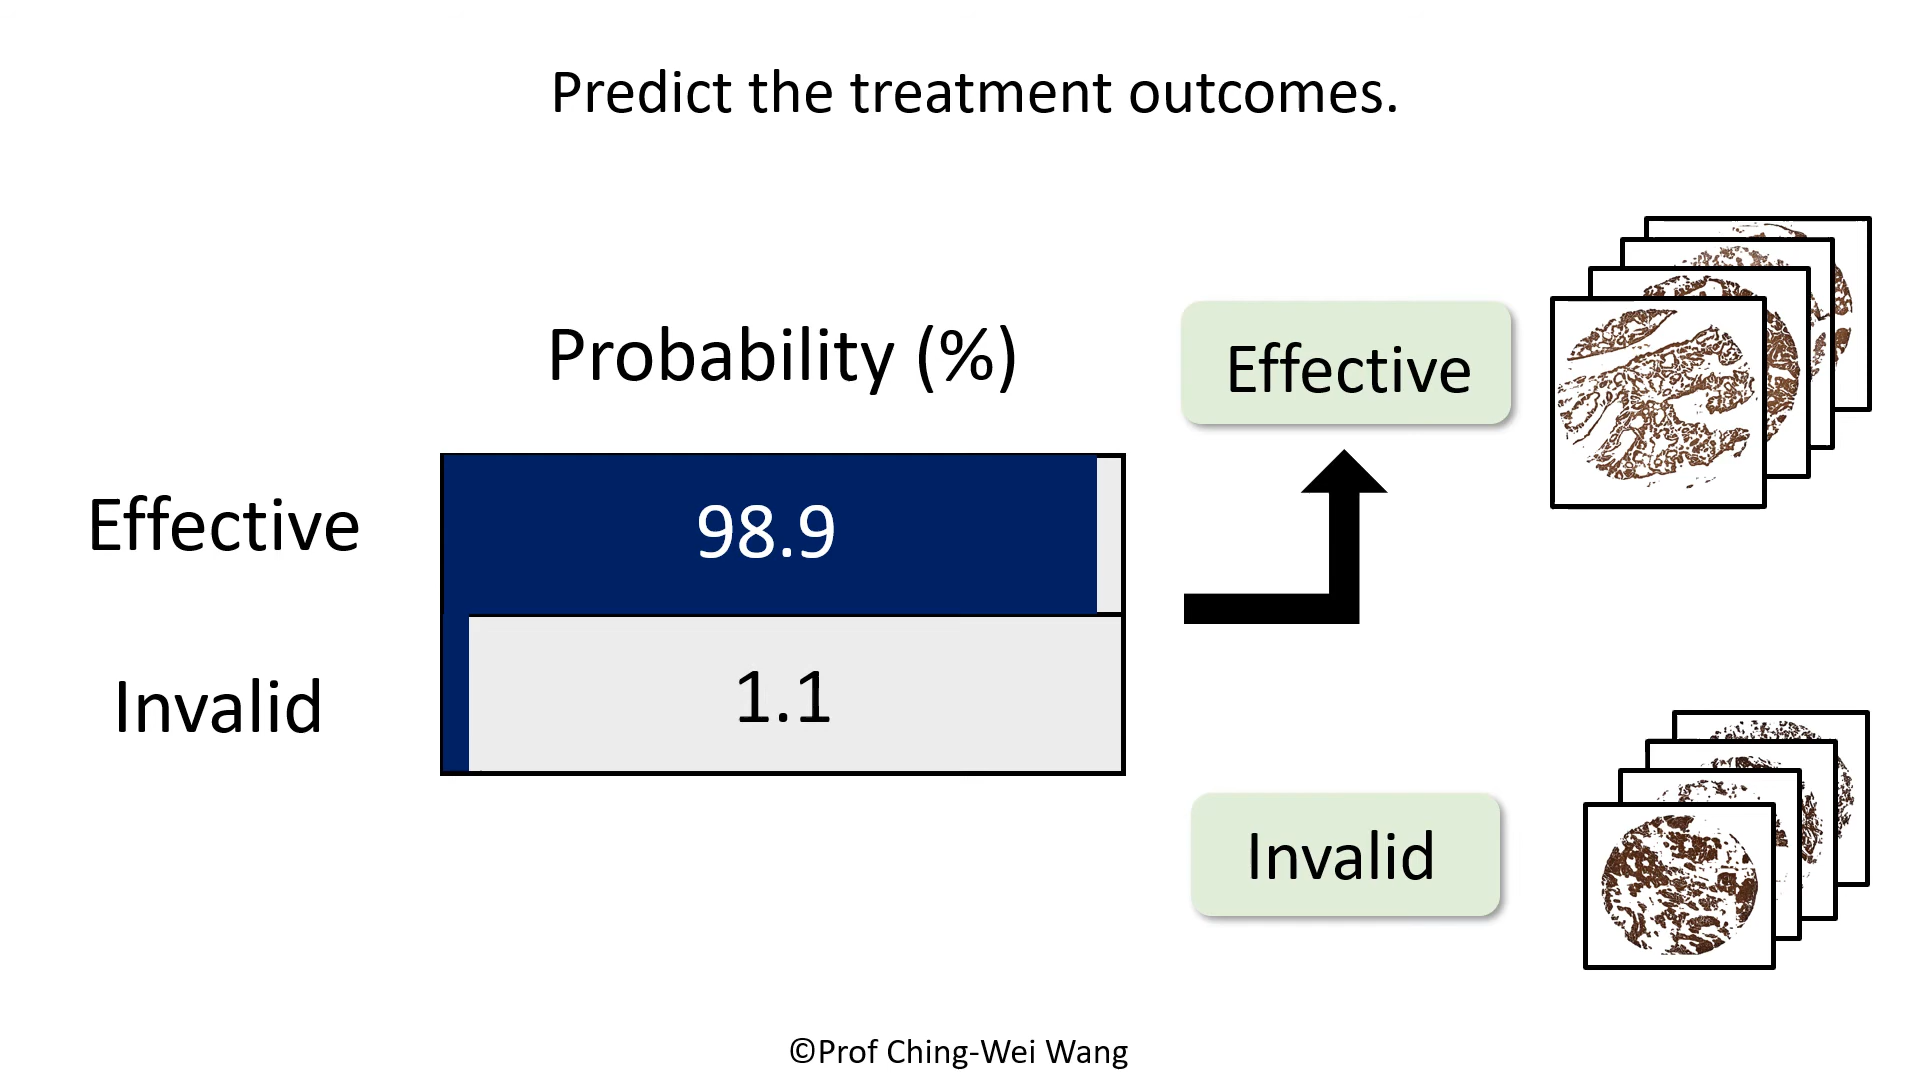 Predict the treatment outcomes.
Probability (%)
Effective
98.9
Invalid
1.1
Effective
Invalid
©Prof Ching-Wei Wang